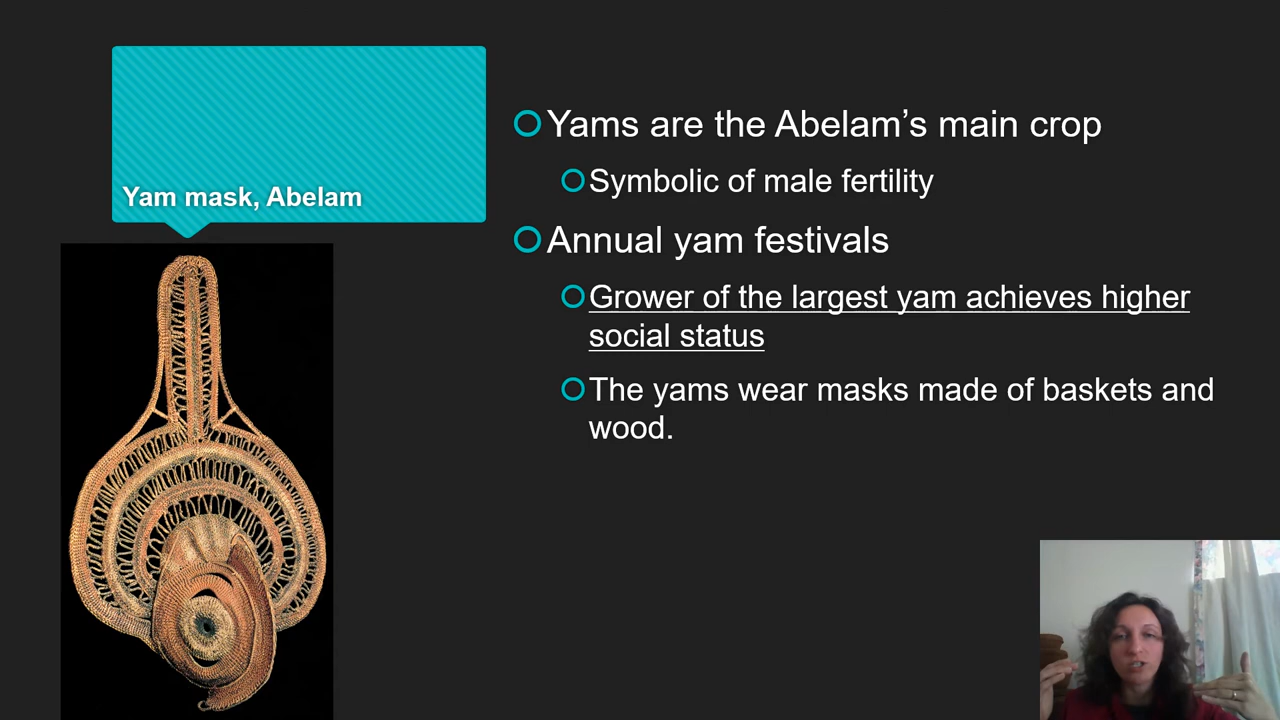 Yam mask, Abelam
Yams are the Abelam’s main crop
Symbolic of male fertility
Annual yam festivals
Grower of the largest yam achieves higher
social status
The yams wear masks made of baskets and
wood.